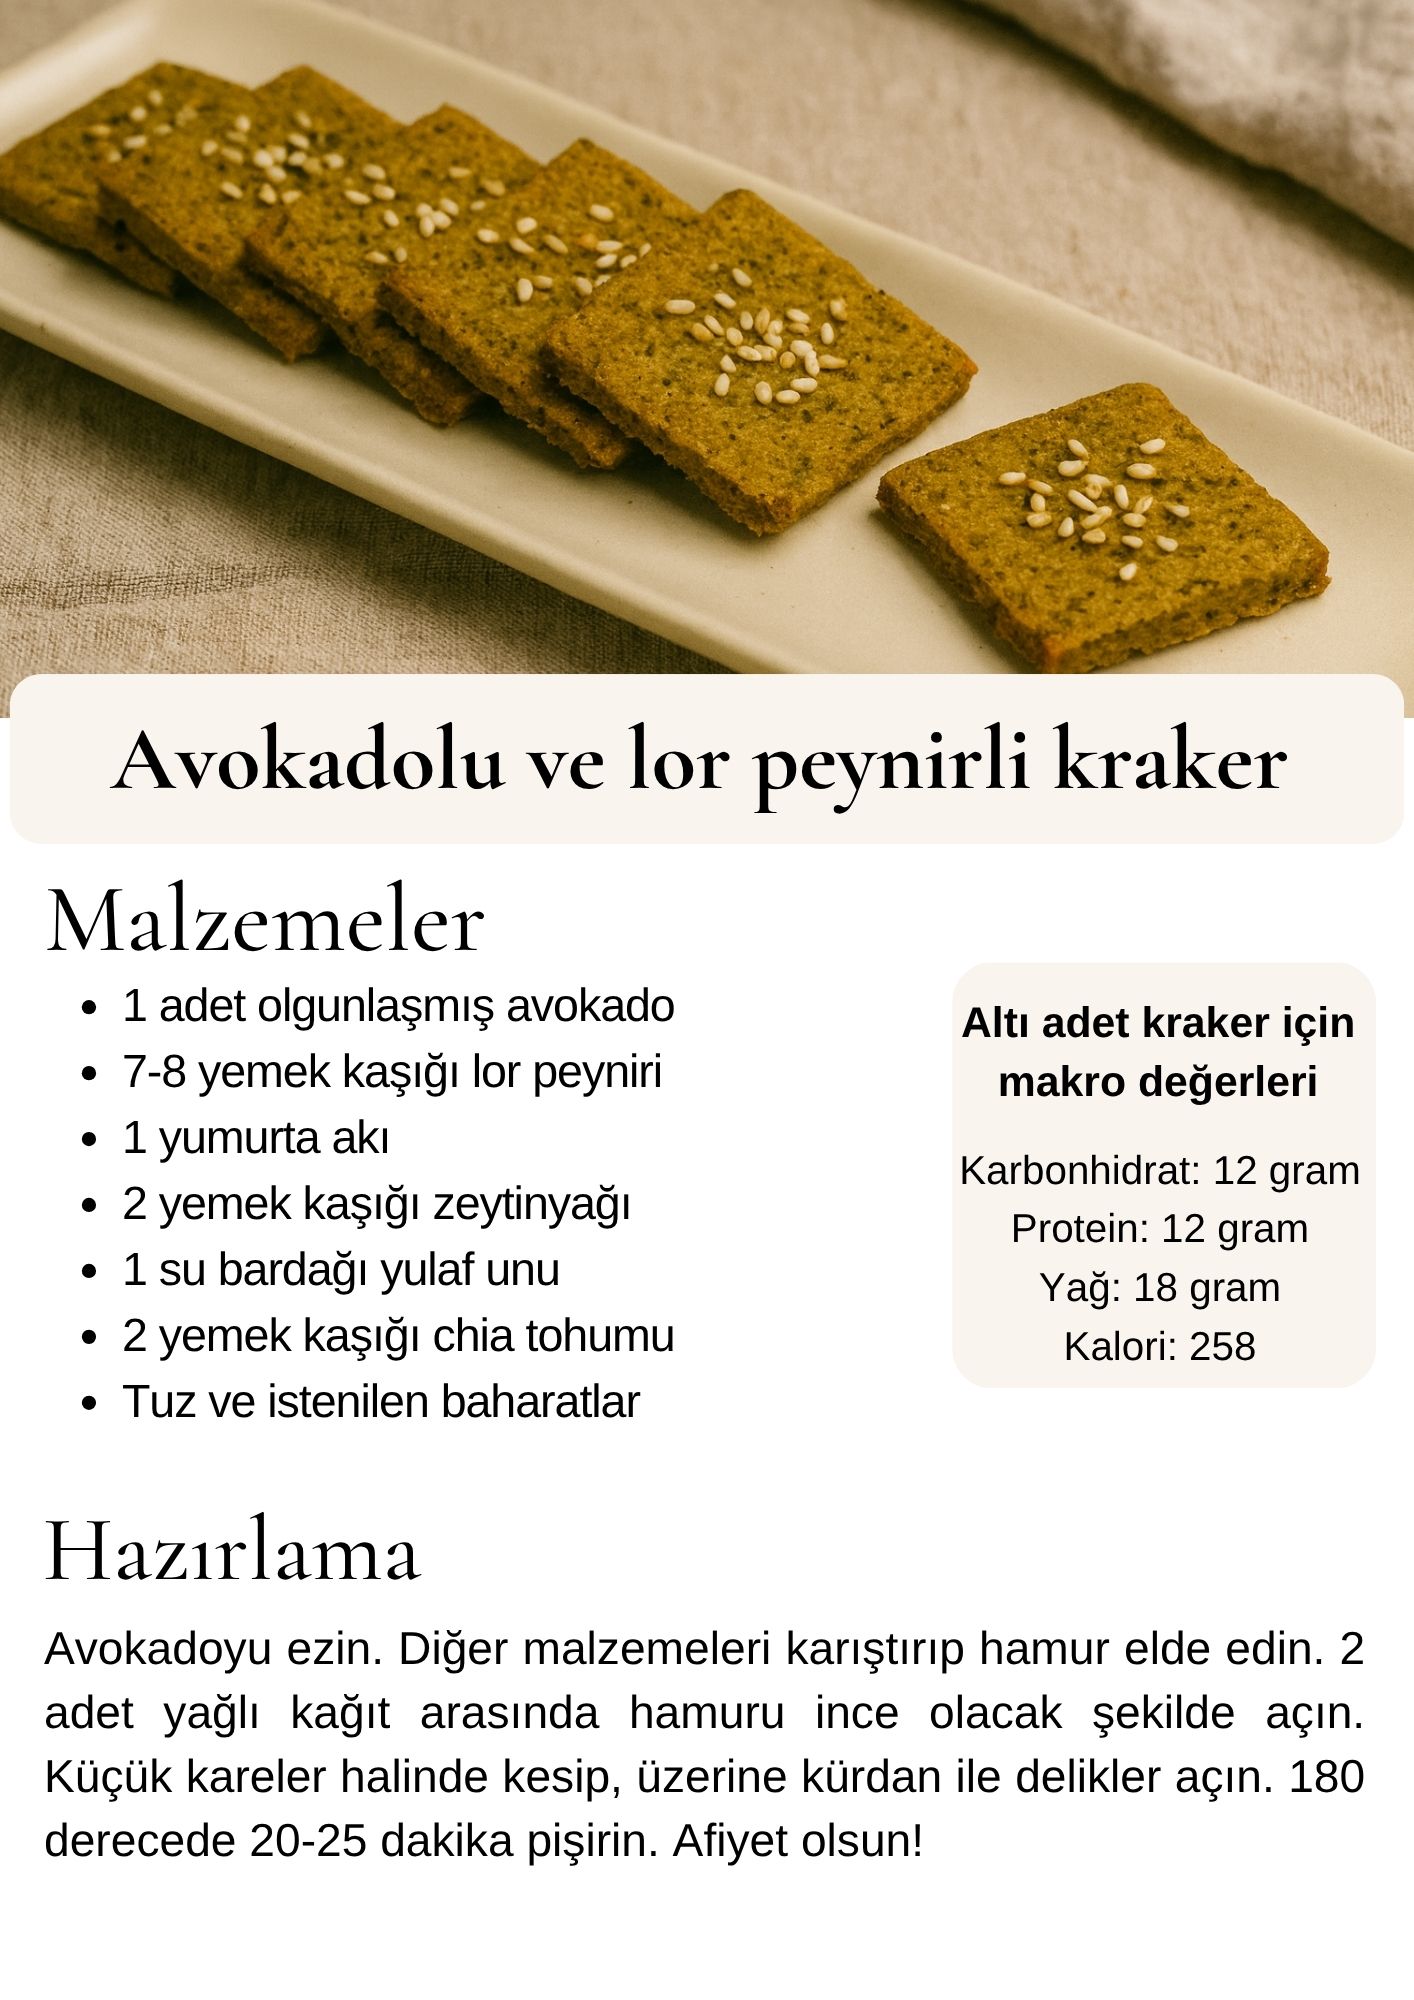 Avokadolu ve lor peynirli kraker
Malzemeler
1 adet olgunlaşmış avokado
7-8 yemek kaşığı lor peyniri
1 yumurta akı
2 yemek kaşığı zeytinyağı
1 su bardağı yulaf unu
2 yemek kaşığı chia tohumu
Tuz ve istenilen baharatlar
Altı adet kraker için
makro değerleri
Karbonhidrat: 12 gram
Protein: 12 gram
Yağ: 18 gram
Kalori: 258
Hazırlama
Avokadoyu ezin. Diğer malzemeleri karıştırıp hamur elde edin. 2
adet yağlı kağıt arasında hamuru ince olacak şekilde açın.
Küçük kareler halinde kesip, üzerine kürdan ile delikler açın. 180
derecede 20-25 dakika pişirin. Afiyet olsun!